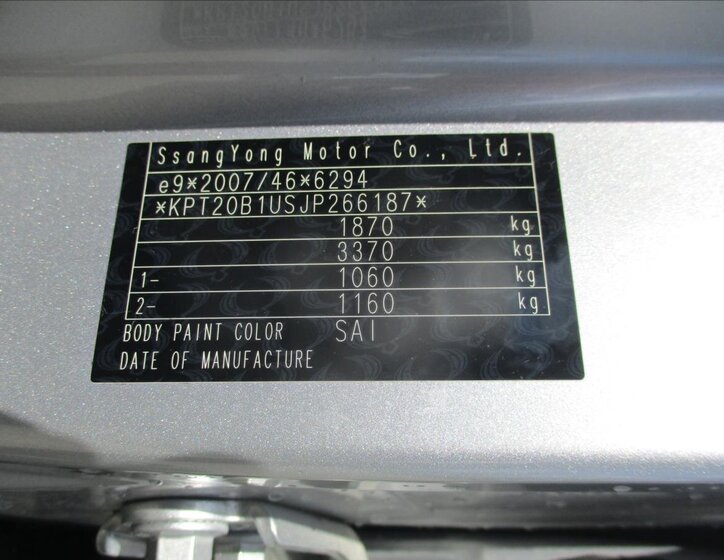 SsangYong Motor Co., Ltd.
e9*2007/46*6294
*KPT20B1USJP266187*
1870 kg
3370 kg
1- 1060 kg
2- 1160 kg
BODY PAINT COLOR SAI
DATE OF MANUFACTURE